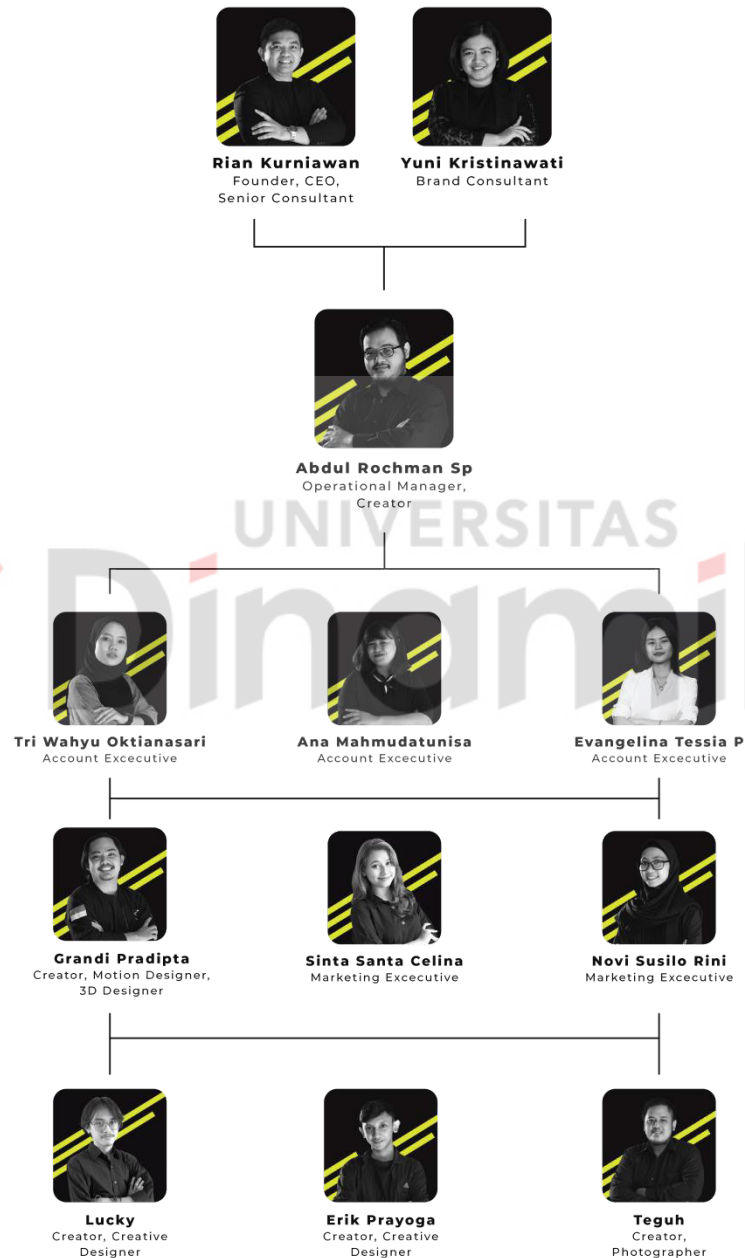 Rian Kurniawan
Founder, CEO,
Senior Consultant
Yuni Kristinawati
Brand Consultant
Abdul Rochman Sp
Operational Manager,
Creator
UNIVERSITAS
Dinami
Tri Wahyu Oktianasari
Account Excecutive
Ana Mahmudatunisa
Account Excecutive
Evangelina Tessia P
Account Excecutive
Grandi Pradipta
Creator, Motion Designer,
3D Designer
Sinta Santa Celina
Marketing Excecutive
Novi Susilo Rini
Marketing Excecutive
Lucky
Creator, Creative
Designer
Erik Prayoga
Creator, Creative
Designer
Teguh
Creator,
Photographer